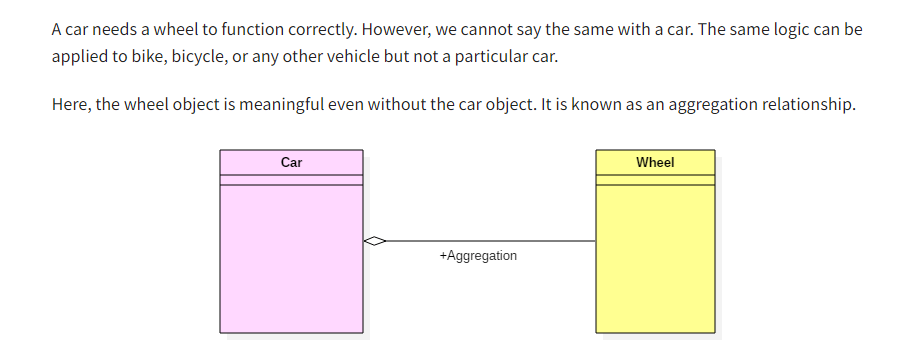 A car needs a wheel to function correctly. However, we cannot say the same with a car. The same logic can be
applied to bike, bicycle, or any other vehicle but not a particular car.
Here, the wheel object is meaningful even without the car object. It is known as an aggregation relationship.
Car
Wheel
+Aggregation